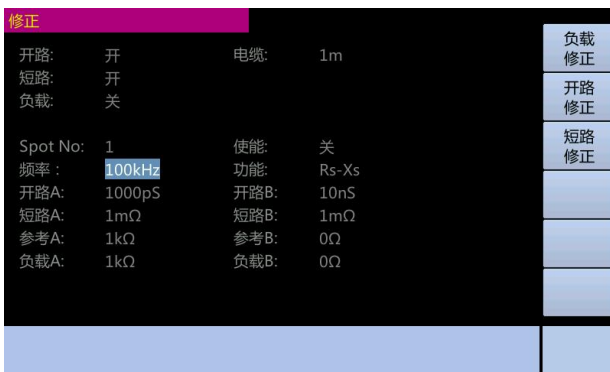 修正
开路: 开 电缆: 1m
短路: 开
负载: 关
Spot No: 1 使能: 关
频率 : 100kHz 功能: Rs-Xs
开路A: 1000pS 开路B: 10nS
短路A: 1mΩ 短路B: 1mΩ
参考A: 1kΩ 参考B: 0Ω
负载A: 1kΩ 负载B: 0Ω
负载
修正
开路
修正
短路
修正